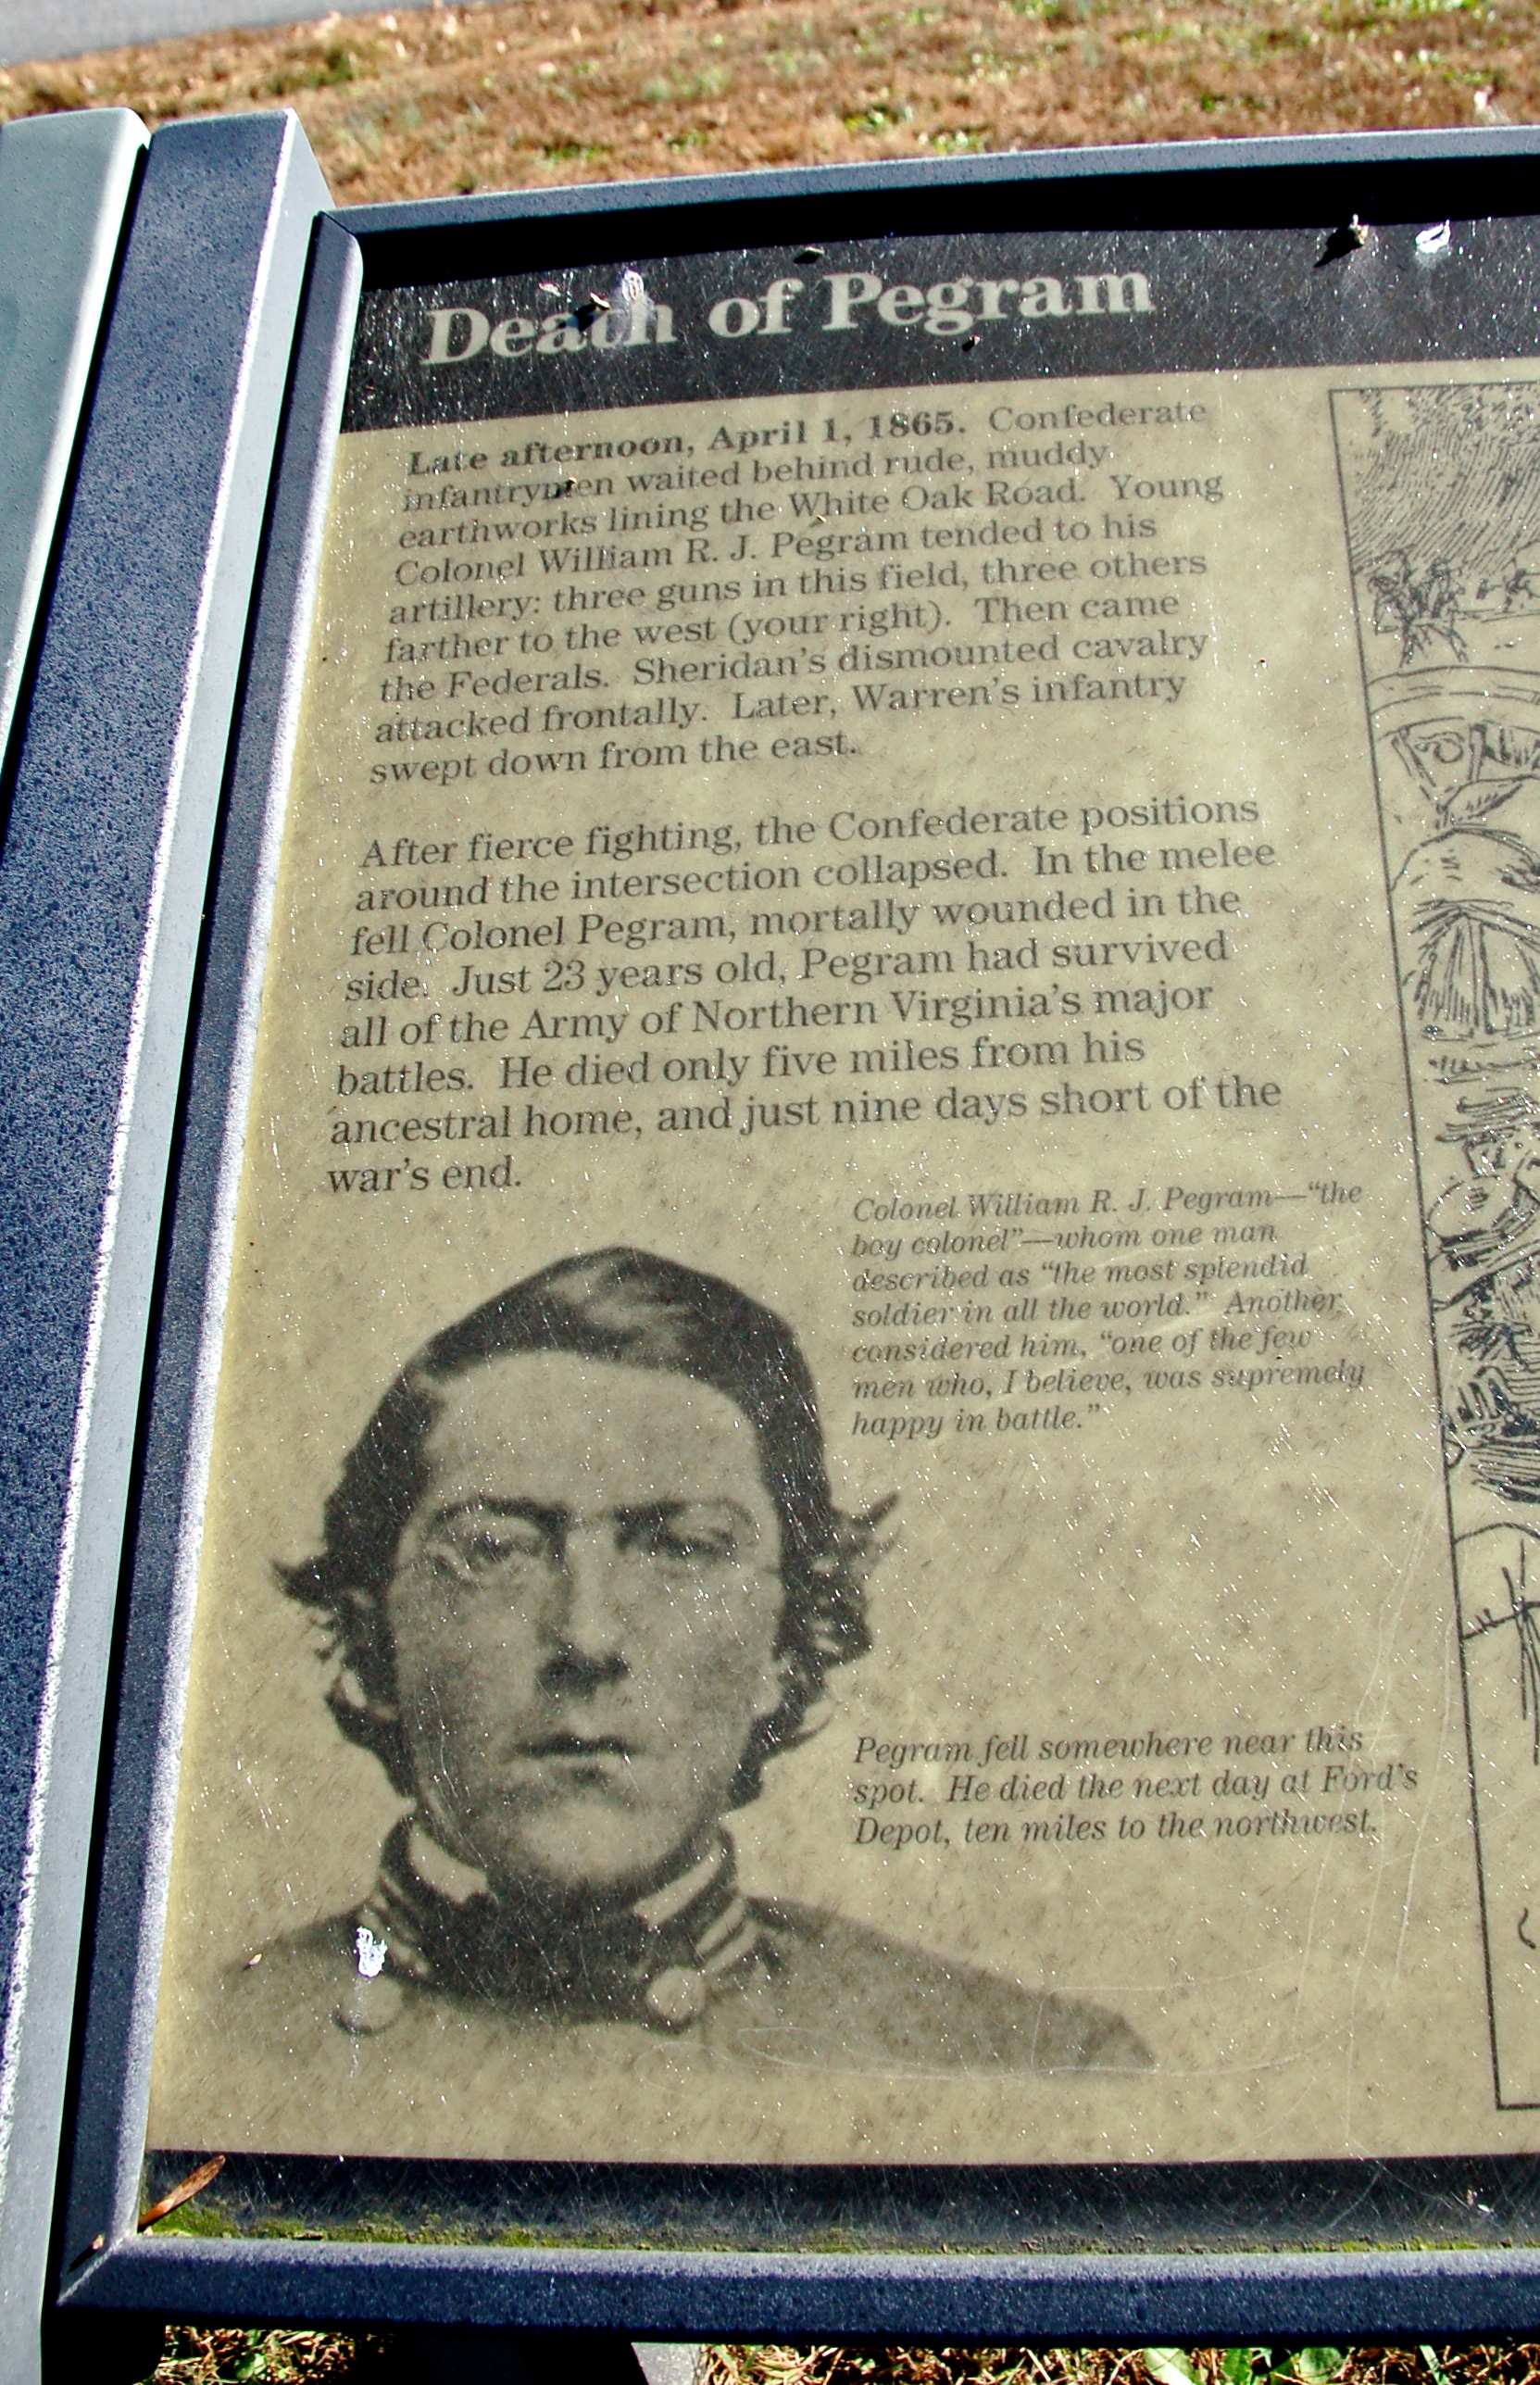 Death of Pegram
Late afternoon, April 1, 1865. Confederate
infantrymen waited behind rude, muddy
earthworks lining the White Oak Road. Young
Colonel William R. J. Pegram tended to his
artillery: three guns in this field, three others
farther to the west (your right). Then came
the Federals. Sheridan's dismounted cavalry
attacked frontally. Later, Warren's infantry
swept down from the east.
After fierce fighting, the Confederate positions
around the intersection collapsed. In the melee
fell Colonel Pegram, mortally wounded in the
side. Just 23 years old, Pegram had survived
all of the Army of Northern Virginia's major
battles. He died only five miles from his
ancestral home, and just nine days short of the
war's end.
Colonel William R. J. Pegram—"the
boy colonel"—whom one man
described as "the most splendid
soldier in all the world." Another
considered him, "one of the few
men who, I believe, was supremely
happy in battle."
Pegram fell somewhere near this
spot. He died the next day at Ford's
Depot, ten miles to the northwest.